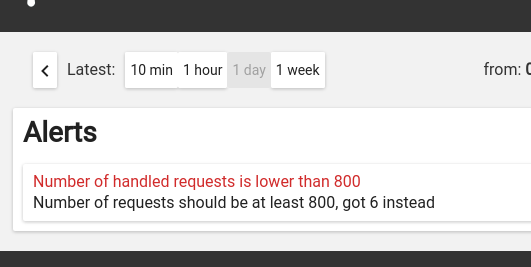 Latest: 10 min 1 hour 1 day 1 week from:
Alerts
Number of handled requests is lower than 800
Number of requests should be at least 800, got 6 instead